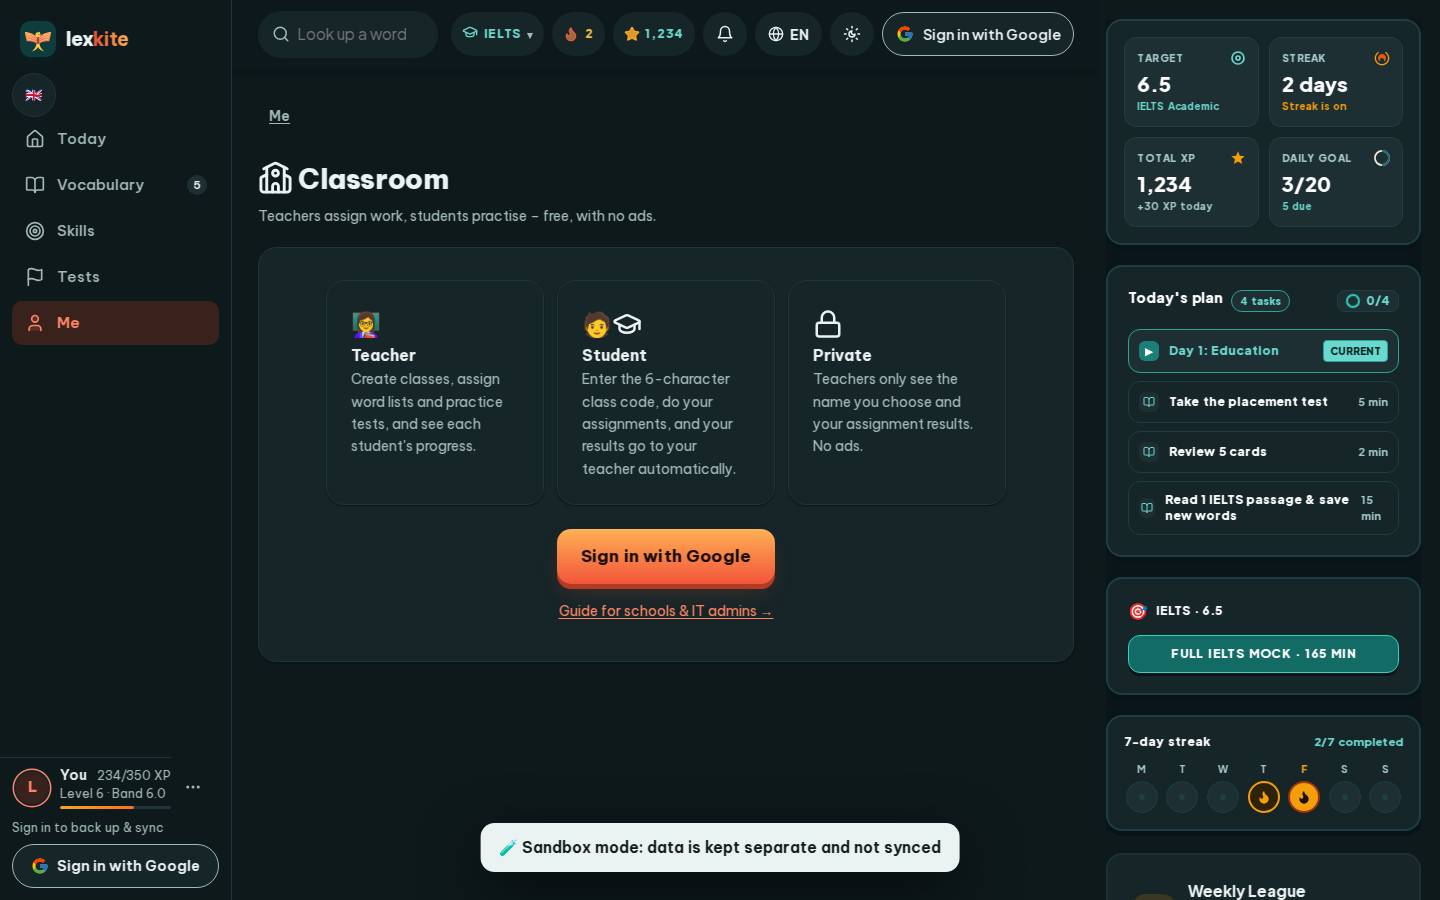 lexkite
Today
Vocabulary 5
Skills
Tests
Me
L
You 234/350 XP
Level 6 · Band 6.0
Sign in to back up & sync
Sign in with Google
Look up a word
IELTS ▾
2
1,234
EN
Sign in with Google
Me
Classroom
Teachers assign work, students practise – free, with no ads.
Teacher
Create classes, assign
word lists and practice
tests, and see each
student's progress.
Student
Enter the 6-character
class code, do your
assignments, and your
results go to your
teacher automatically.
Private
Teachers only see the
name you choose and
your assignment results.
No ads.
Sign in with Google
Guide for schools & IT admins →
Sandbox mode: data is kept separate and not synced
TARGET
6.5
IELTS Academic
STREAK
2 days
Streak is on
TOTAL XP
1,234
+30 XP today
DAILY GOAL
3/20
5 due
Today's plan 4 tasks 0/4
Day 1: Education CURRENT
Take the placement test 5 min
Review 5 cards 2 min
Read 1 IELTS passage & save 15
new words min
IELTS · 6.5
FULL IELTS MOCK · 165 MIN
7-day streak 2/7 completed
M T W T F S S
Weekly League